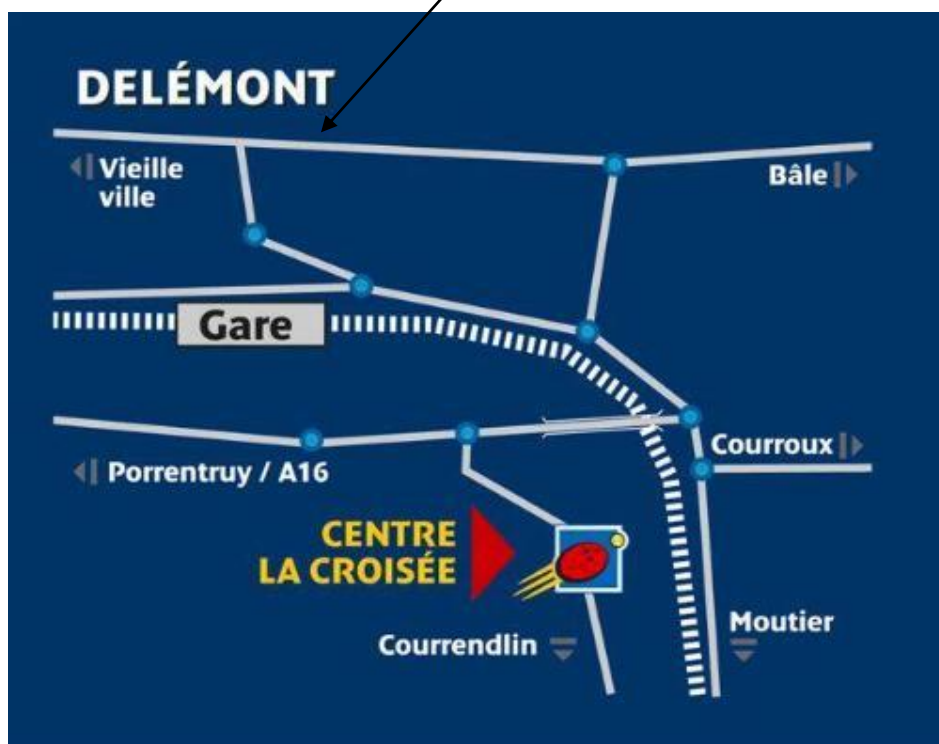 DELÉMONT
Vieille
ville
Bâle
Gare
Courroux
Porrentruy / A16
CENTRE
LA CROISÉE
Moutier
Courrendlin